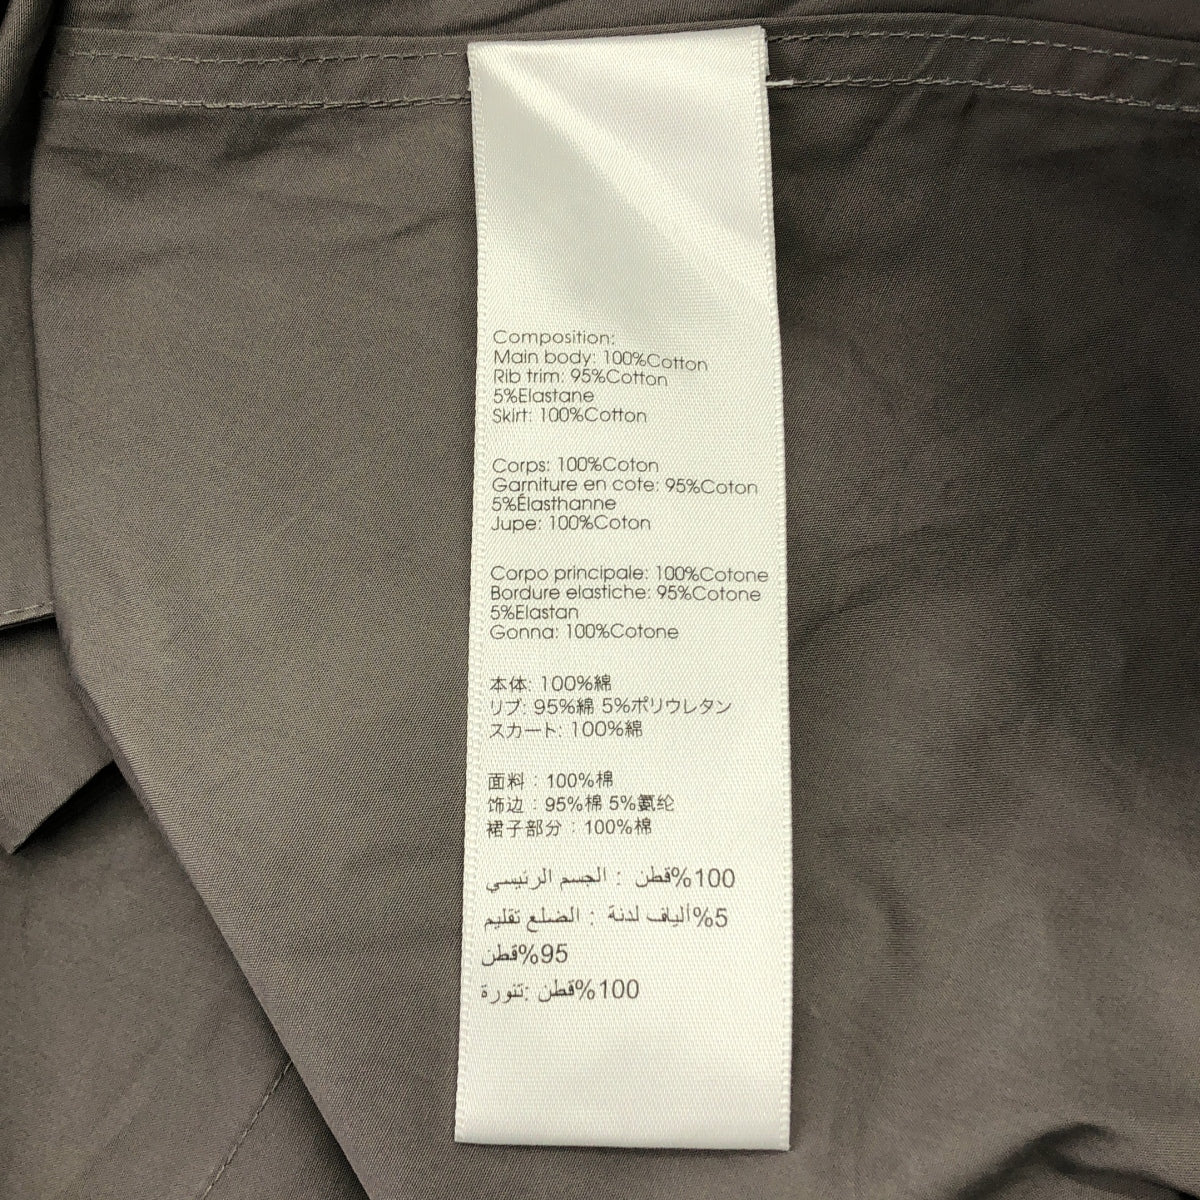 Composition:
Main body: 100%Cotton
Rib trim: 95%Cotton
5%Elastane
Skirt: 100%Cotton
Corps: 100%Coton
Garniture en cote: 95%Coton
5%Élasthanne
Jupe: 100%Coton
Corpo principale: 100%Cotone
Bordure elastiche: 95%Cotone
5%Elastan
Gonna: 100%Cotone
本体: 100%綿
リブ: 95%綿 5%ポリウレタン
スカート: 100%綿
面料：100%棉
饰边：95%棉 5%氨纶
裙子部分：100%棉
100%قطن : الجسم الرئيسي
5%ألياف لدنة : الضلع تقليم
95%قطن
100%قطن :تنورة